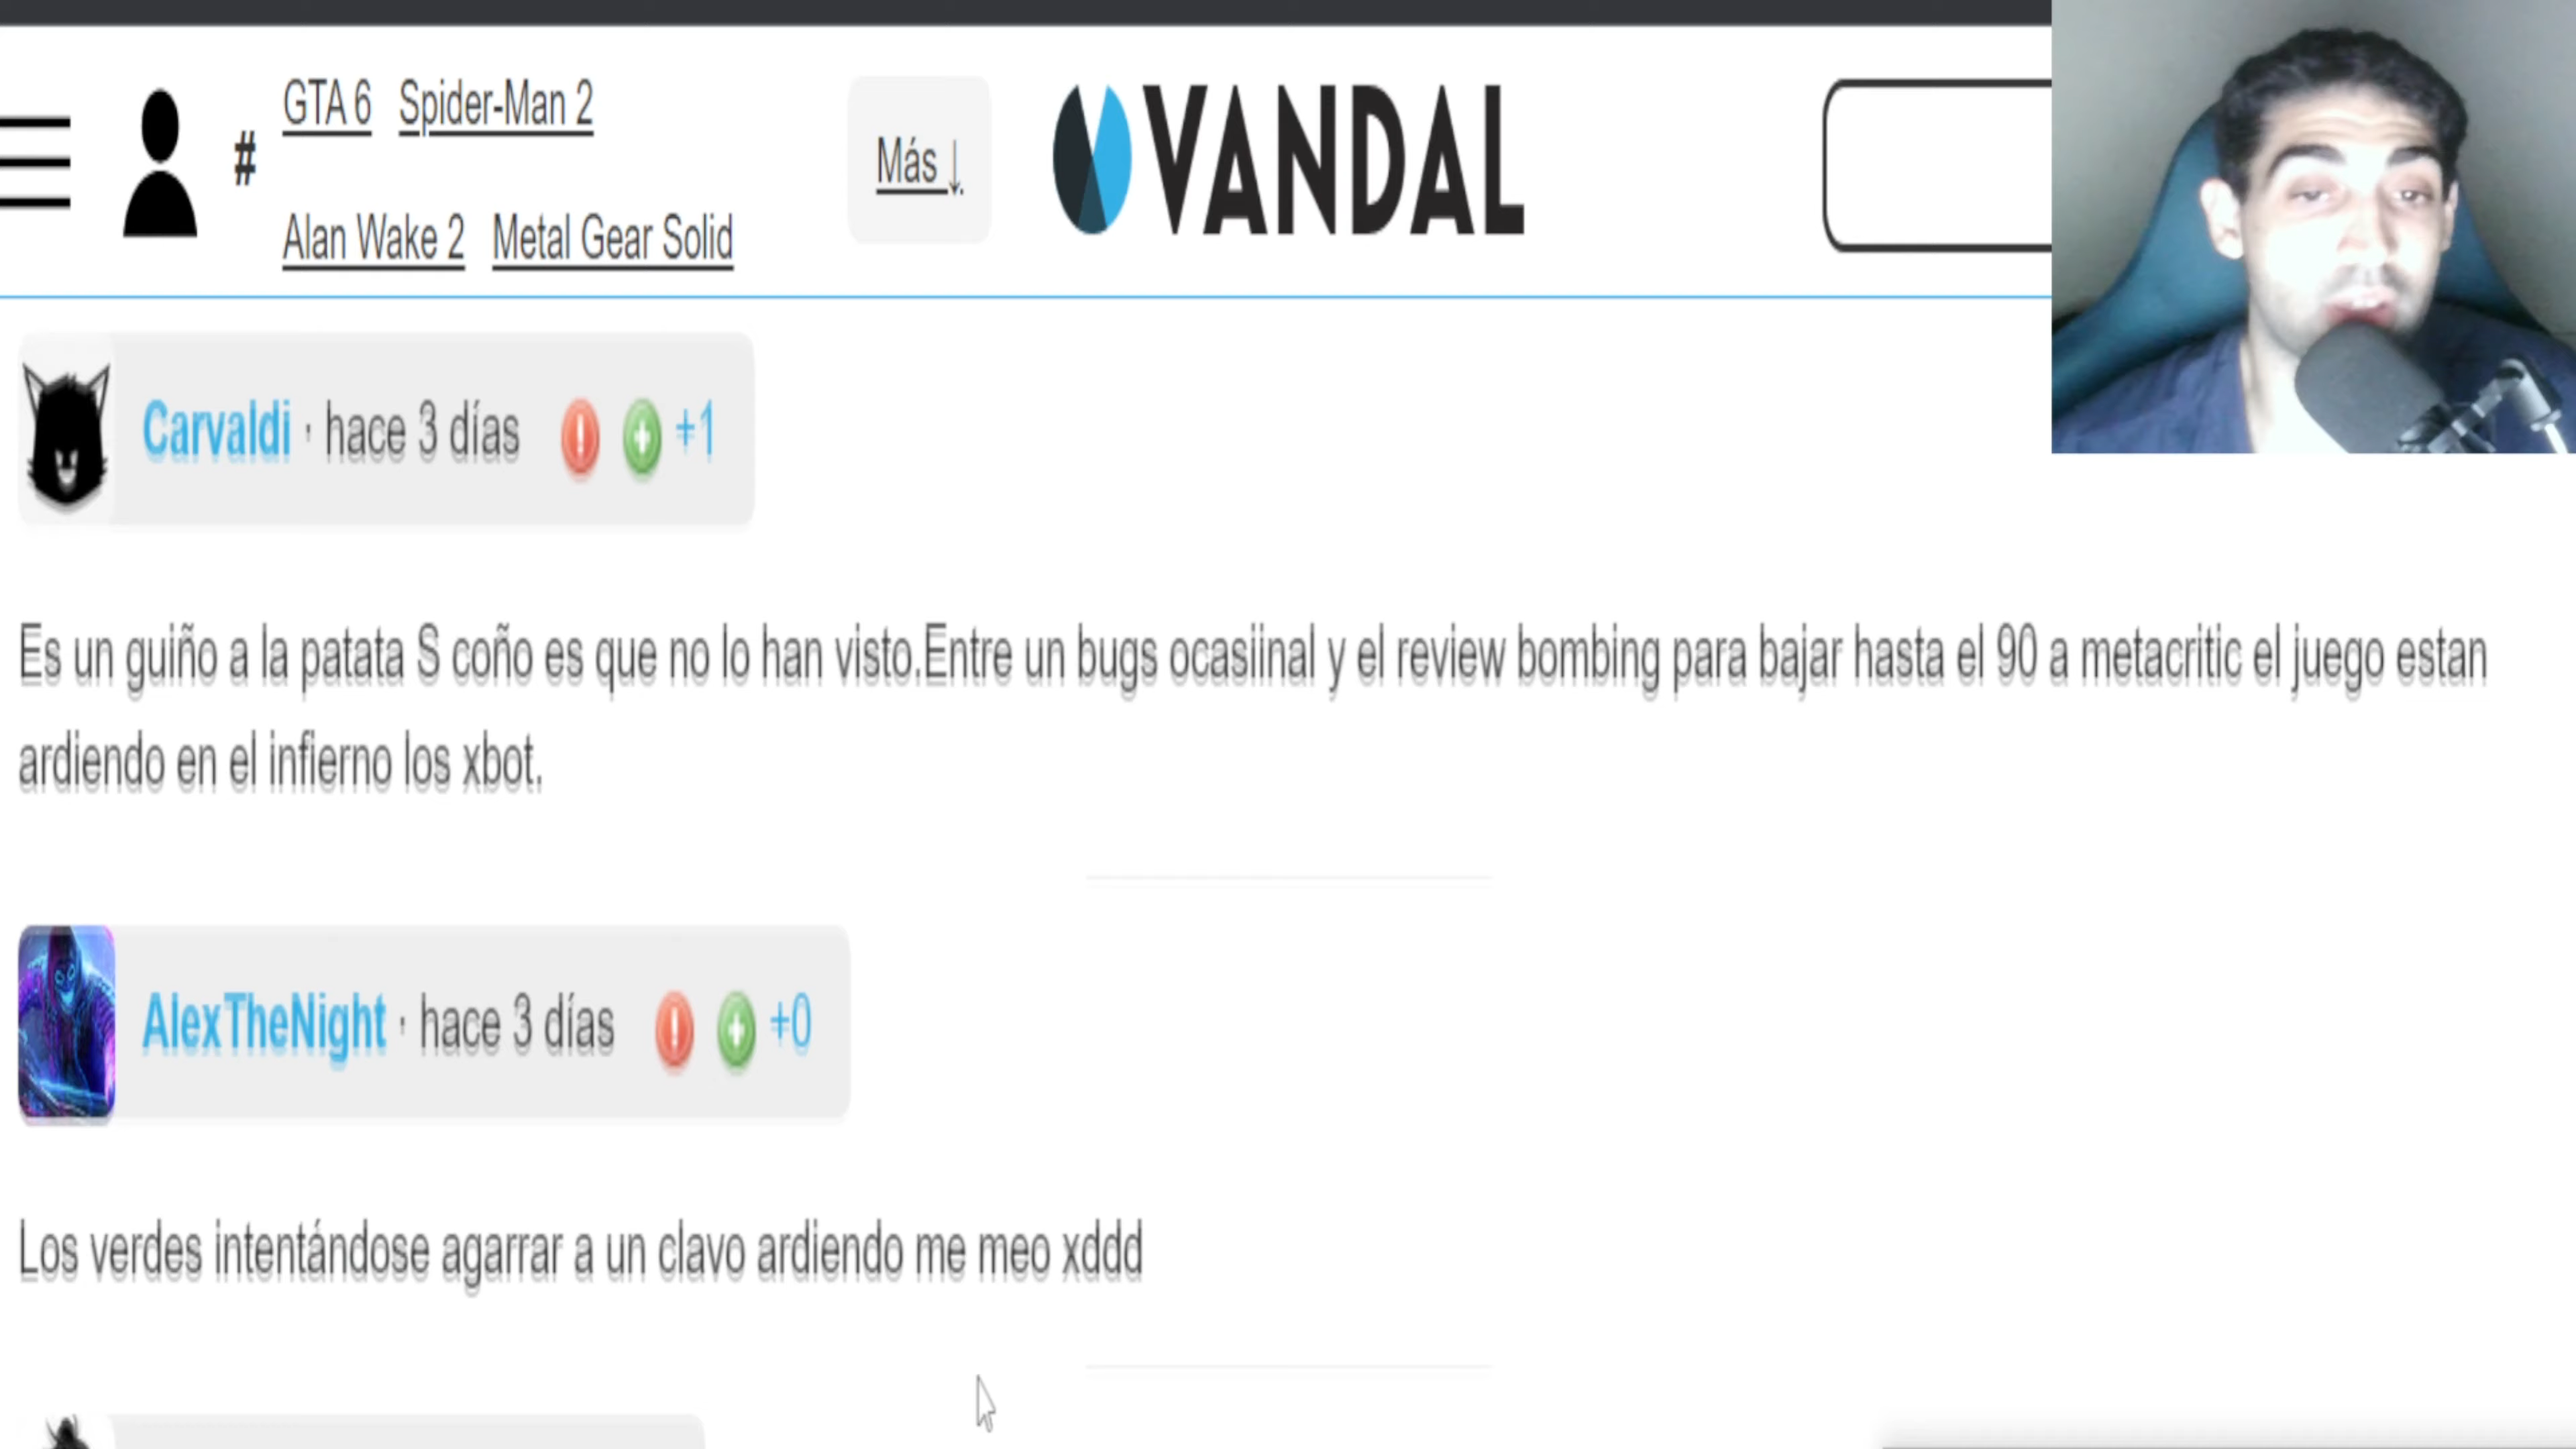 GTA 6 Spider-Man 2
#
Más ↓
VANDAL
Alan Wake 2 Metal Gear Solid
Carvaldi · hace 3 días +1
Es un guiño a la patata S coño es que no lo han visto.Entre un bugs ocasiinal y el review bombing para bajar hasta el 90 a metacritic el juego estan
ardiendo en el infierno los xbot.
AlexTheNight · hace 3 días +0
Los verdes intentándose agarrar a un clavo ardiendo me meo xddd